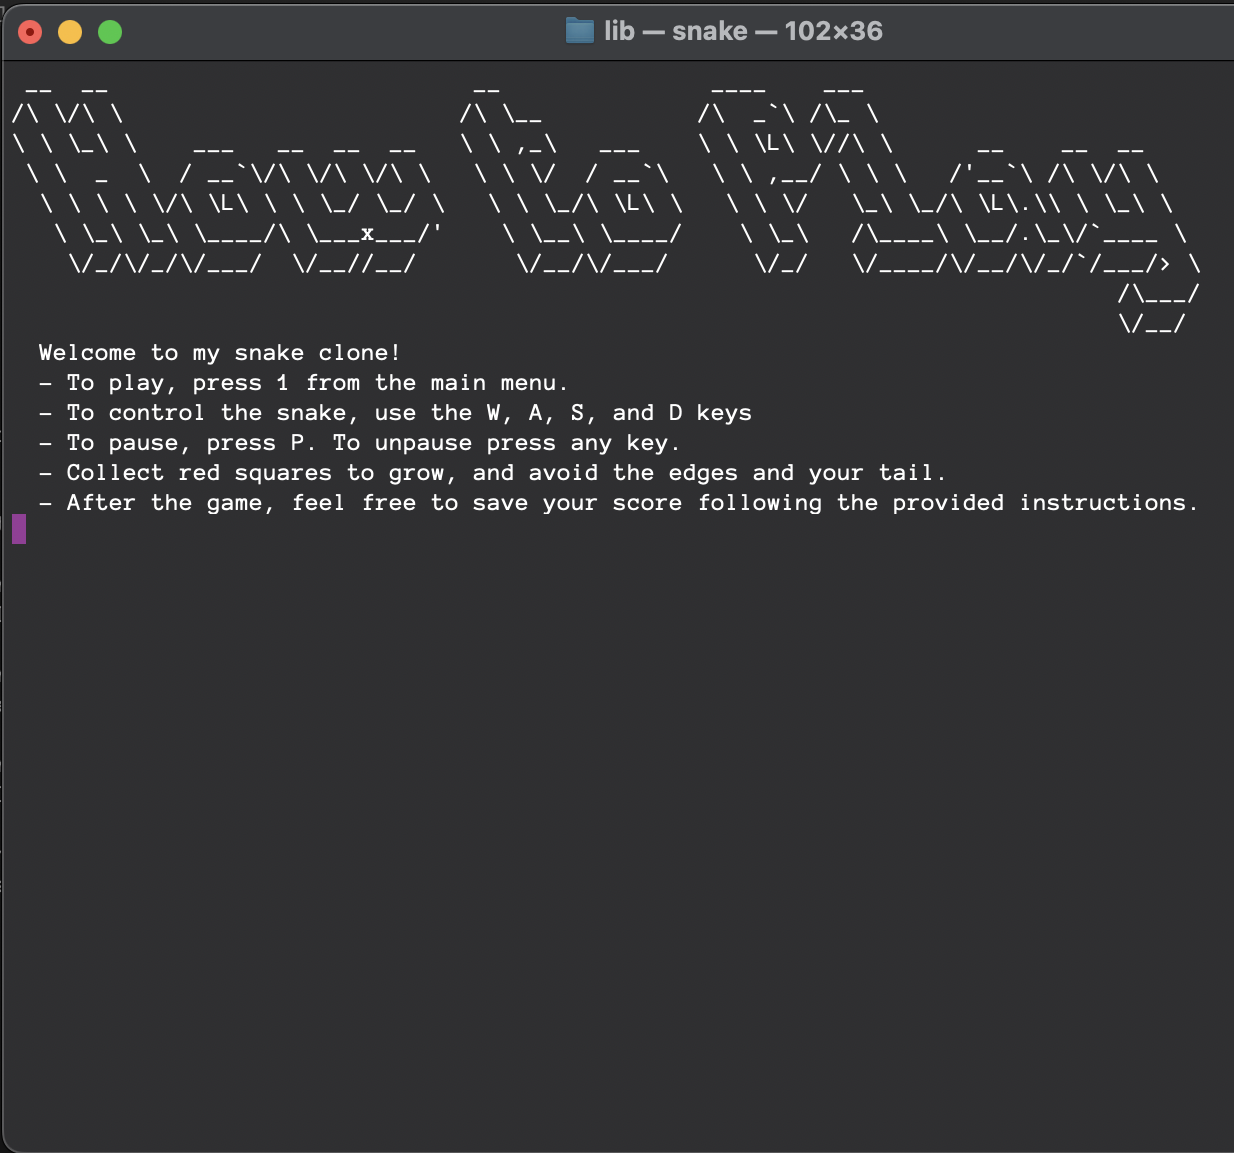 lib — snake — 102×36
How to Play
Welcome to my snake clone!
- To play, press 1 from the main menu.
- To control the snake, use the W, A, S, and D keys
- To pause, press P. To unpause press any key.
- Collect red squares to grow, and avoid the edges and your tail.
- After the game, feel free to save your score following the provided instructions.